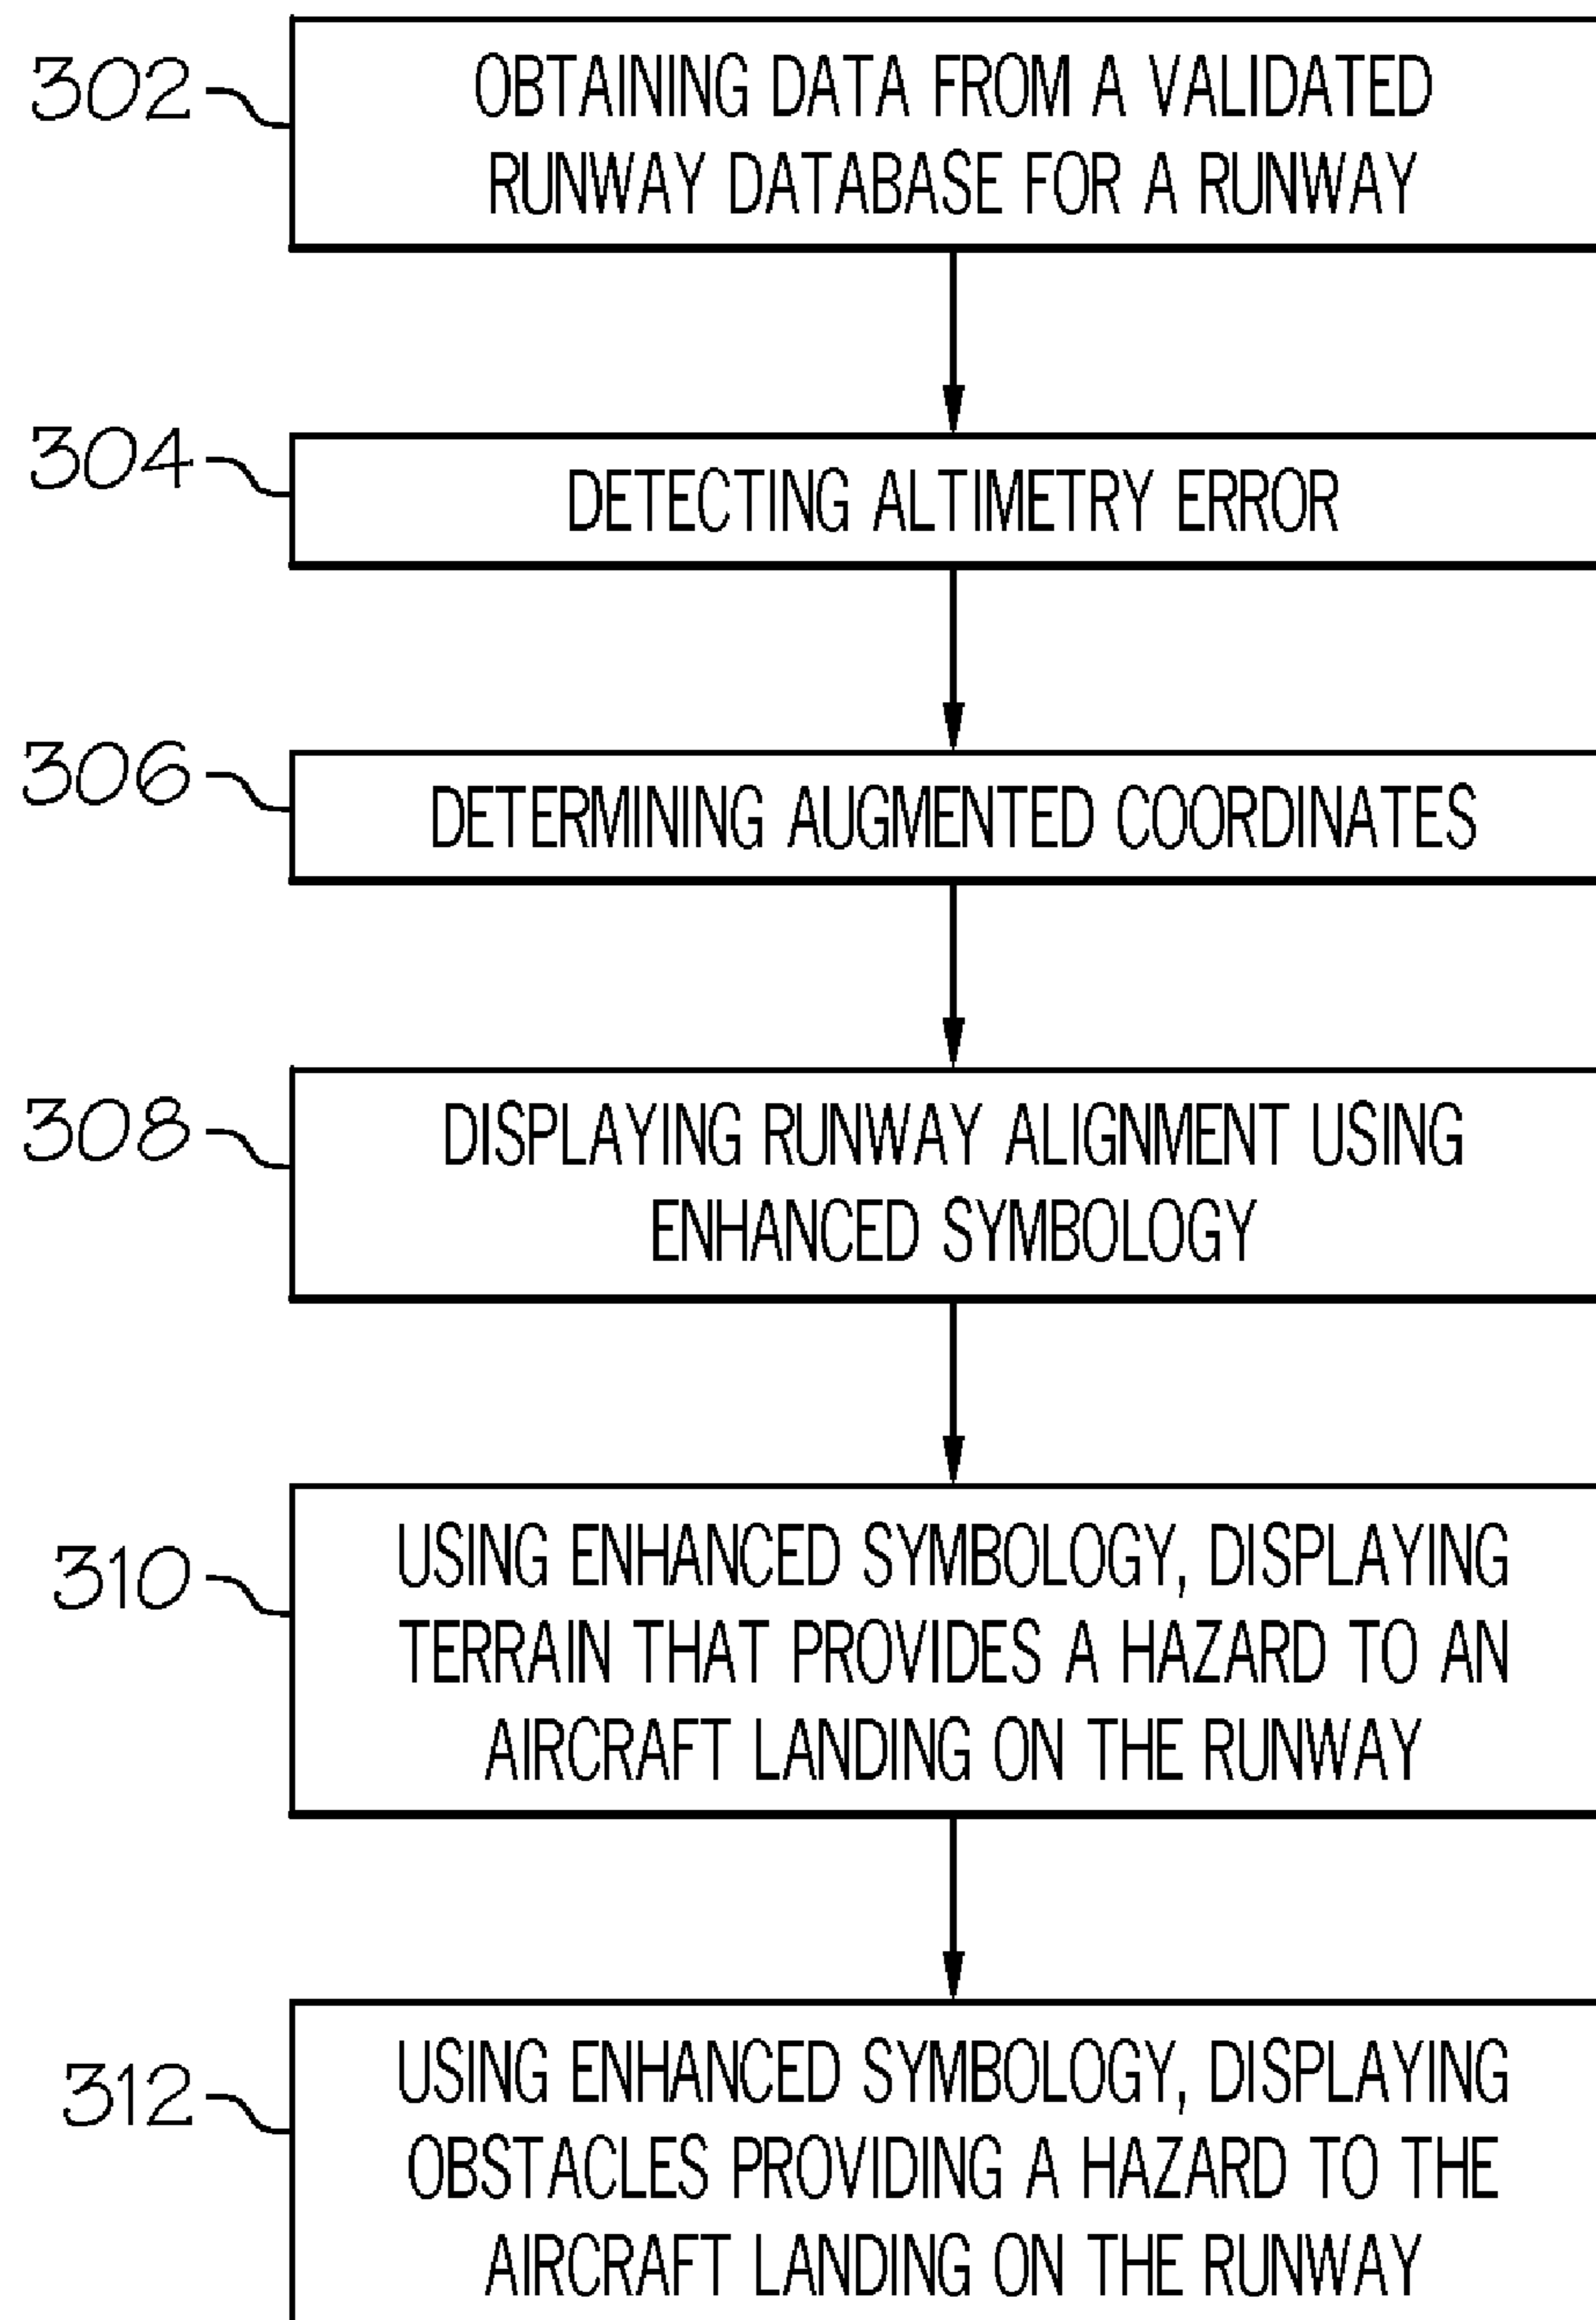 302
OBTAINING DATA FROM A VALIDATED
RUNWAY DATABASE FOR A RUNWAY
304
DETECTING ALTIMETRY ERROR
306
DETERMINING AUGMENTED COORDINATES
308
DISPLAYING RUNWAY ALIGNMENT USING
ENHANCED SYMBOLOGY
310
USING ENHANCED SYMBOLOGY, DISPLAYING
TERRAIN THAT PROVIDES A HAZARD TO AN
AIRCRAFT LANDING ON THE RUNWAY
312
USING ENHANCED SYMBOLOGY, DISPLAYING
OBSTACLES PROVIDING A HAZARD TO THE
AIRCRAFT LANDING ON THE RUNWAY